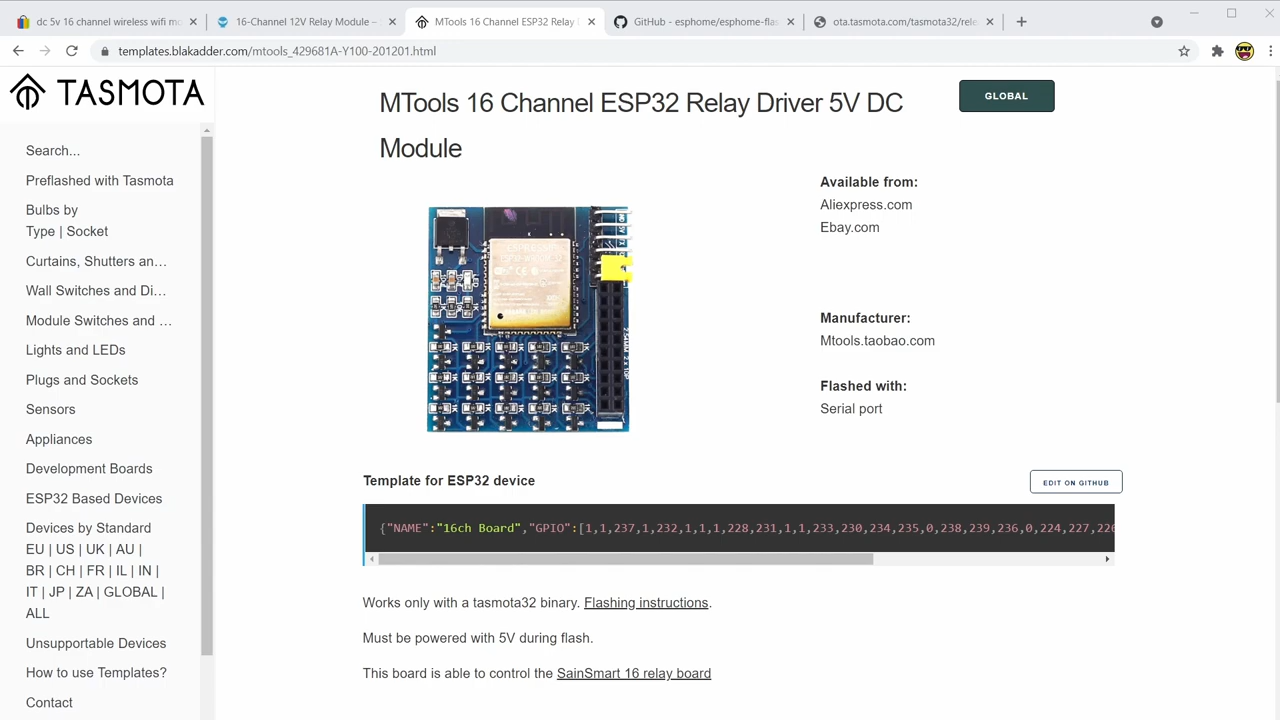 dc 5v 16 channel wireless wifi mo
16-Channel 12V Relay Module –
MTools 16 Channel ESP32 Relay
GitHub - esphome/esphome-flas
ota.tasmota.com/tasmota32/rele
templates.blakadder.com/mtools_429681A-Y100-201201.html
TASMOTA
Search...
Preflashed with Tasmota
Bulbs by
Type | Socket
Curtains, Shutters an…
Wall Switches and Di…
Module Switches and …
Lights and LEDs
Plugs and Sockets
Sensors
Appliances
Development Boards
ESP32 Based Devices
Devices by Standard
EU | US | UK | AU |
BR | CH | FR | IL | IN |
IT | JP | ZA | GLOBAL |
ALL
Unsupportable Devices
How to use Templates?
Contact
MTools 16 Channel ESP32 Relay Driver 5V DC
Module
GLOBAL
Available from:
Aliexpress.com
Ebay.com
Manufacturer:
Mtools.taobao.com
Flashed with:
Serial port
Template for ESP32 device
EDIT ON GITHUB
{"NAME":"16ch Board","GPIO":[1,1,237,1,232,1,1,1,228,231,1,1,233,230,234,235,0,238,239,236,0,224,227,226
Works only with a tasmota32 binary. Flashing instructions.
Must be powered with 5V during flash.
This board is able to control the SainSmart 16 relay board